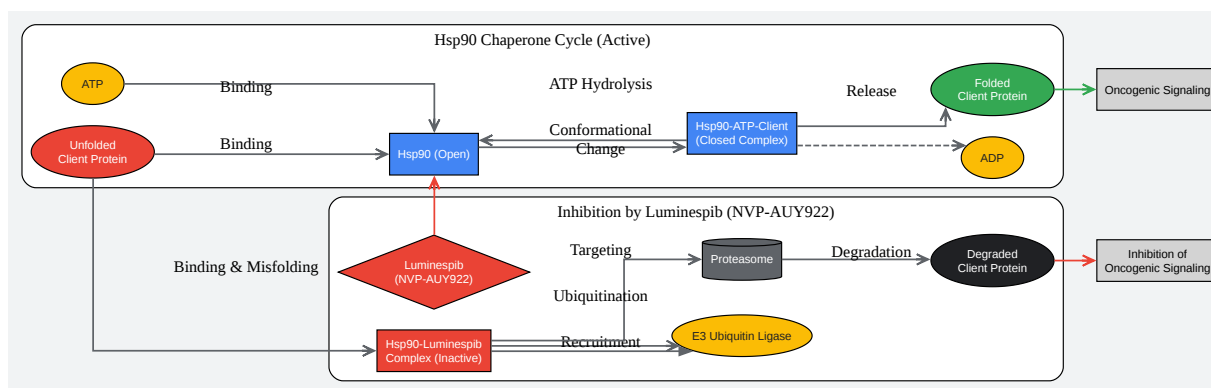 Hsp90 Chaperone Cycle (Active)
ATP
Binding
ATP Hydrolysis
Release
Folded
Client Protein
Oncogenic Signaling
Unfolded
Client Protein
Binding
Hsp90 (Open)
Conformational
Change
Hsp90-ATP-Client
(Closed Complex)
ADP
Inhibition by Luminespib (NVP-AUY922)
Binding & Misfolding
Luminespib
(NVP-AUY922)
Targeting
Proteasome
Degradation
Degraded
Client Protein
Inhibition of
Oncogenic Signaling
Ubiquitination
Hsp90-Luminespib
Complex (Inactive)
Recruitment
E3 Ubiquitin Ligase